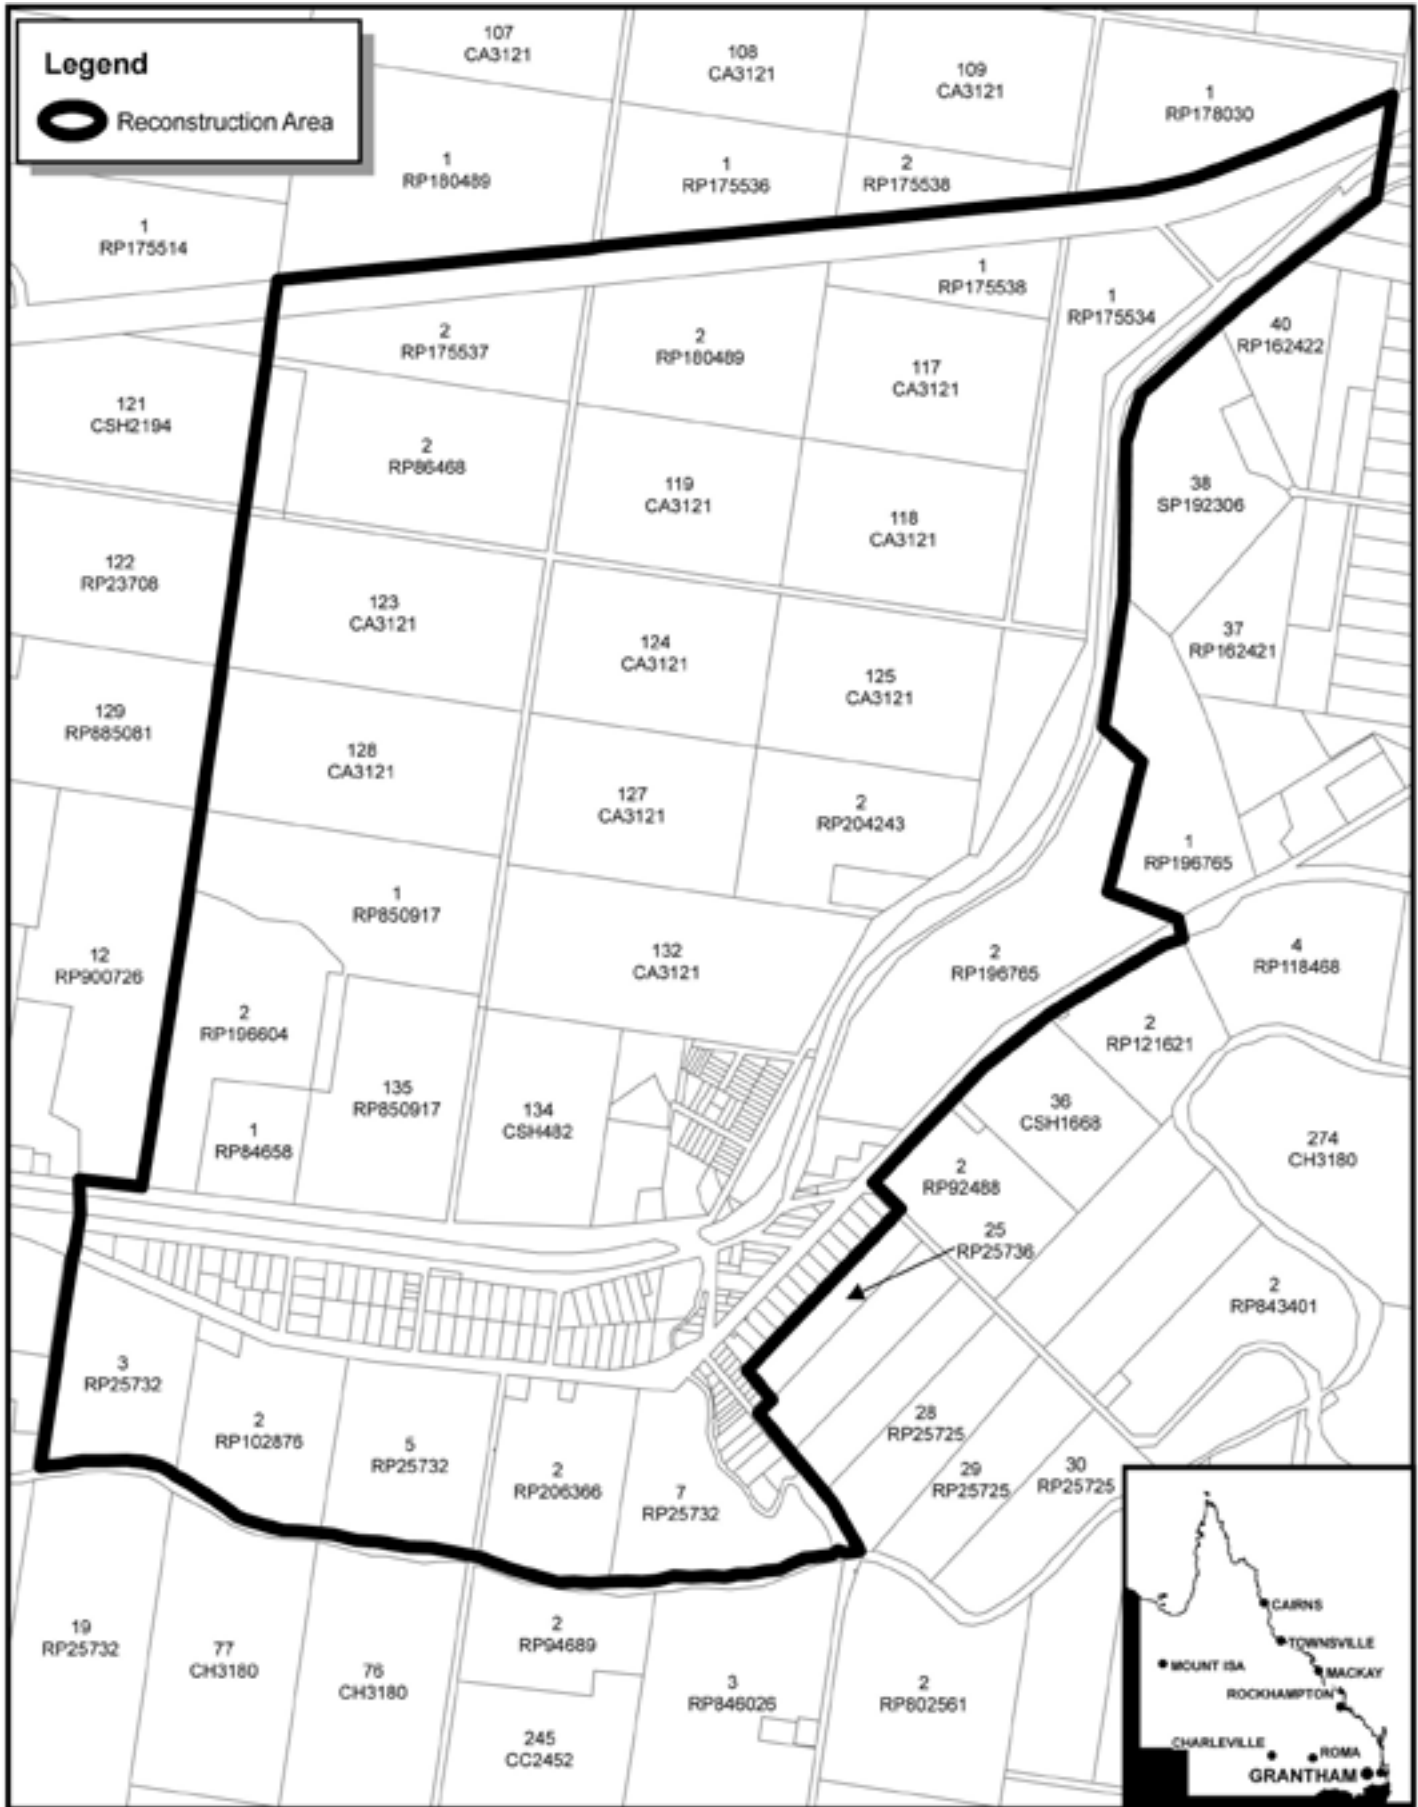 Legend
Reconstruction Area
107
CA3121
108
CA3121
109
CA3121
1
RP178030
1
RP180489
1
RP175536
2
RP175538
1
RP175514
1
RP175538
1
RP175534
2
RP175537
2
RP180489
40
RP162422
117
CA3121
121
CSH2194
2
RP86468
119
CA3121
38
SP192306
118
CA3121
122
RP23708
123
CA3121
124
CA3121
37
RP162421
125
CA3121
129
RP885081
128
CA3121
127
CA3121
2
RP204243
1
RP196765
1
RP850917
12
RP900726
132
CA3121
2
RP196765
4
RP118468
2
RP196604
2
RP121621
135
RP850917
134
CSH482
36
CSH1668
1
RP84658
274
CH3180
2
RP92488
25
RP25736
2
RP843401
3
RP25732
2
RP102876
5
RP25732
28
RP25725
2
RP206366
7
RP25732
29
RP25725
30
RP25725
19
RP25732
77
CH3180
76
CH3180
2
RP94689
3
RP846026
2
RP802561
245
CC2452
CAIRNS
TOWNSVILLE
MOUNT ISA
MACKAY
ROCKHAMPTON
CHARLEVILLE
ROMA
GRANTHAM